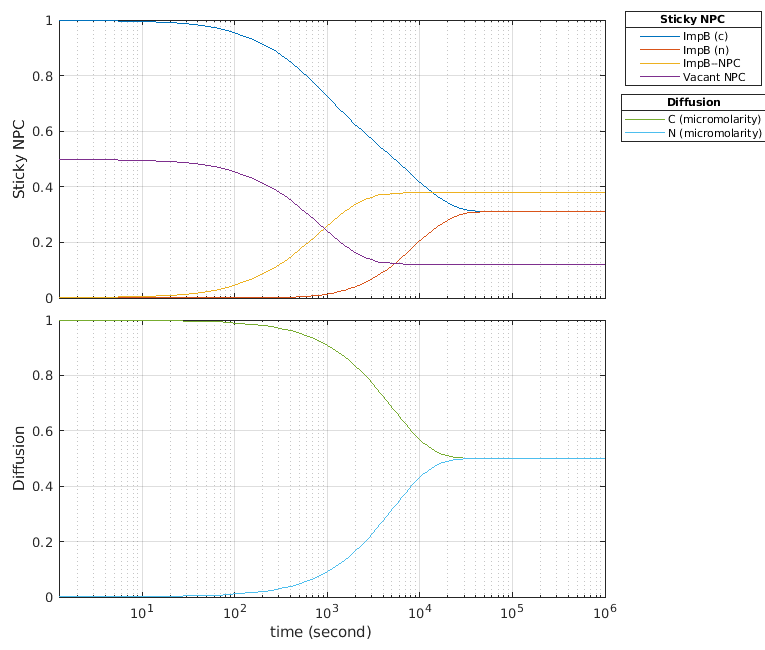 Sticky NPC
1
0.8
0.6
0.4
0.2
0
Sticky NPC
ImpB (c)
ImpB (n)
ImpB−NPC
Vacant NPC
Diffusion
C (micromolarity)
N (micromolarity)
Diffusion
1
0.8
0.6
0.4
0.2
0
10^1 10^2 10^3 10^4 10^5 10^6
time (second)